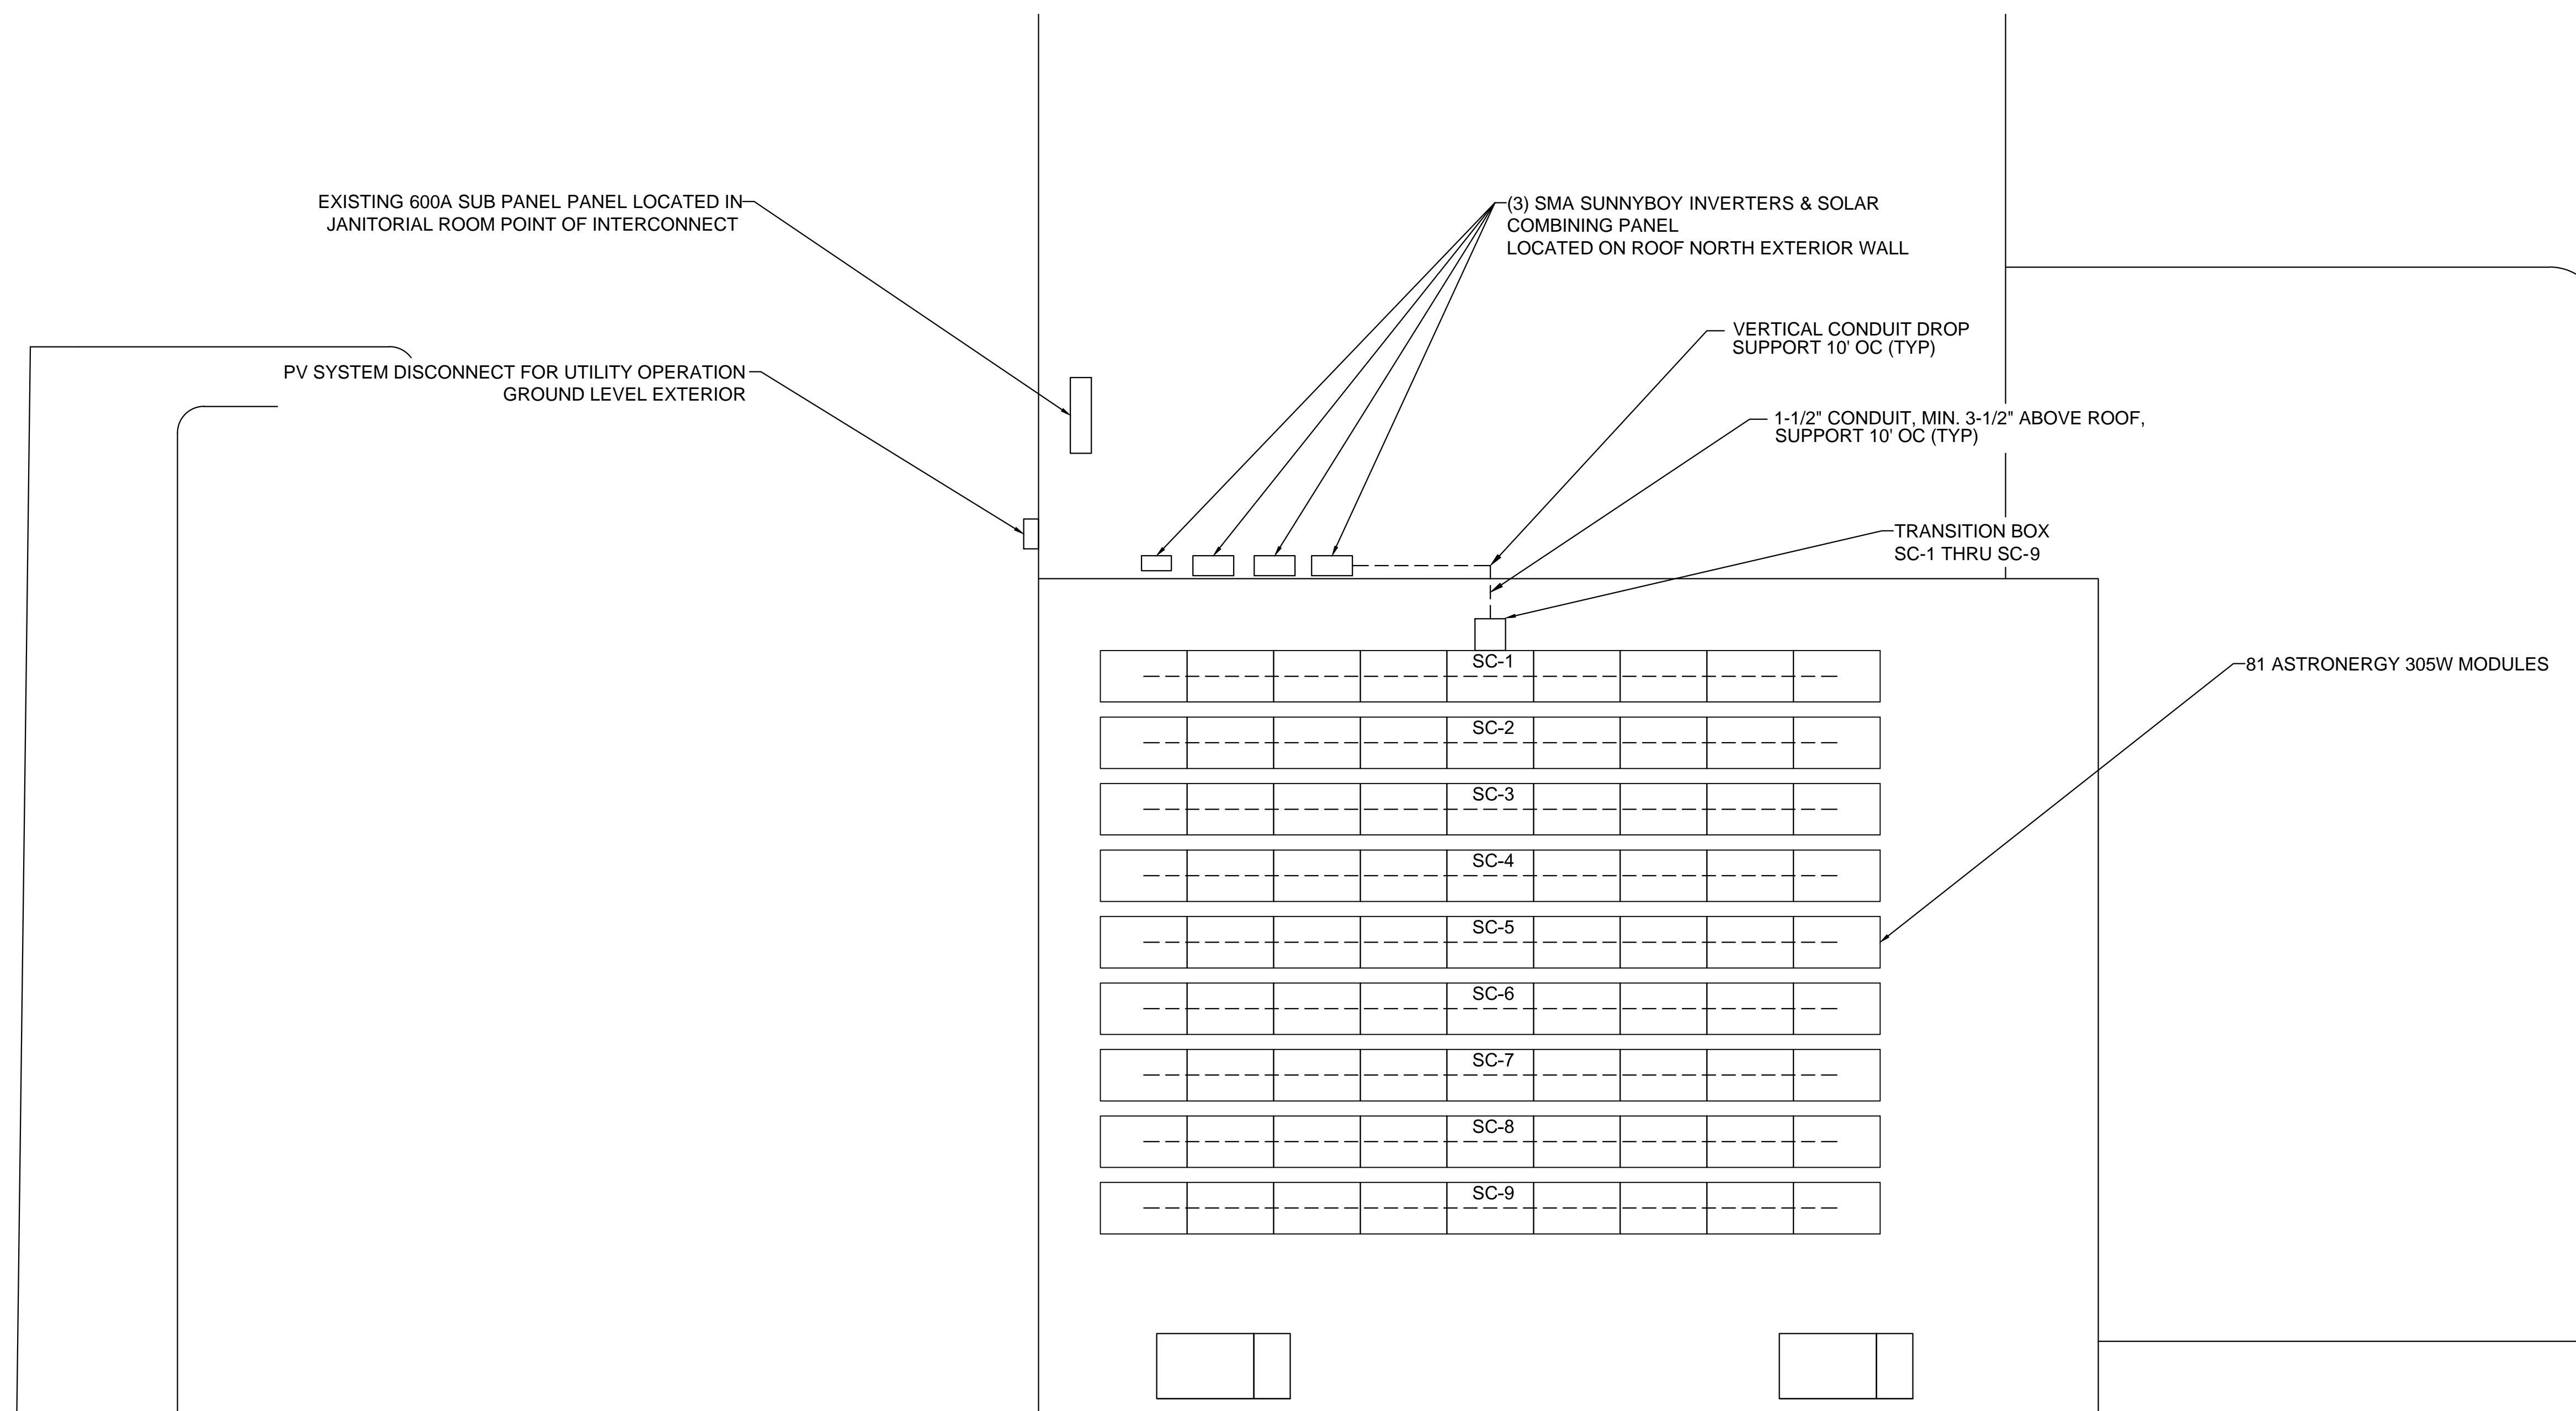 EXISTING 600A SUB PANEL PANEL LOCATED IN
JANITORIAL ROOM POINT OF INTERCONNECT
(3) SMA SUNNYBOY INVERTERS & SOLAR
COMBINING PANEL
LOCATED ON ROOF NORTH EXTERIOR WALL
VERTICAL CONDUIT DROP
SUPPORT 10' OC (TYP)
PV SYSTEM DISCONNECT FOR UTILITY OPERATION
GROUND LEVEL EXTERIOR
1-1/2" CONDUIT, MIN. 3-1/2" ABOVE ROOF,
SUPPORT 10' OC (TYP)
TRANSITION BOX
SC-1 THRU SC-9
81 ASTRONERGY 305W MODULES
SC-1
SC-2
SC-3
SC-4
SC-5
SC-6
SC-7
SC-8
SC-9